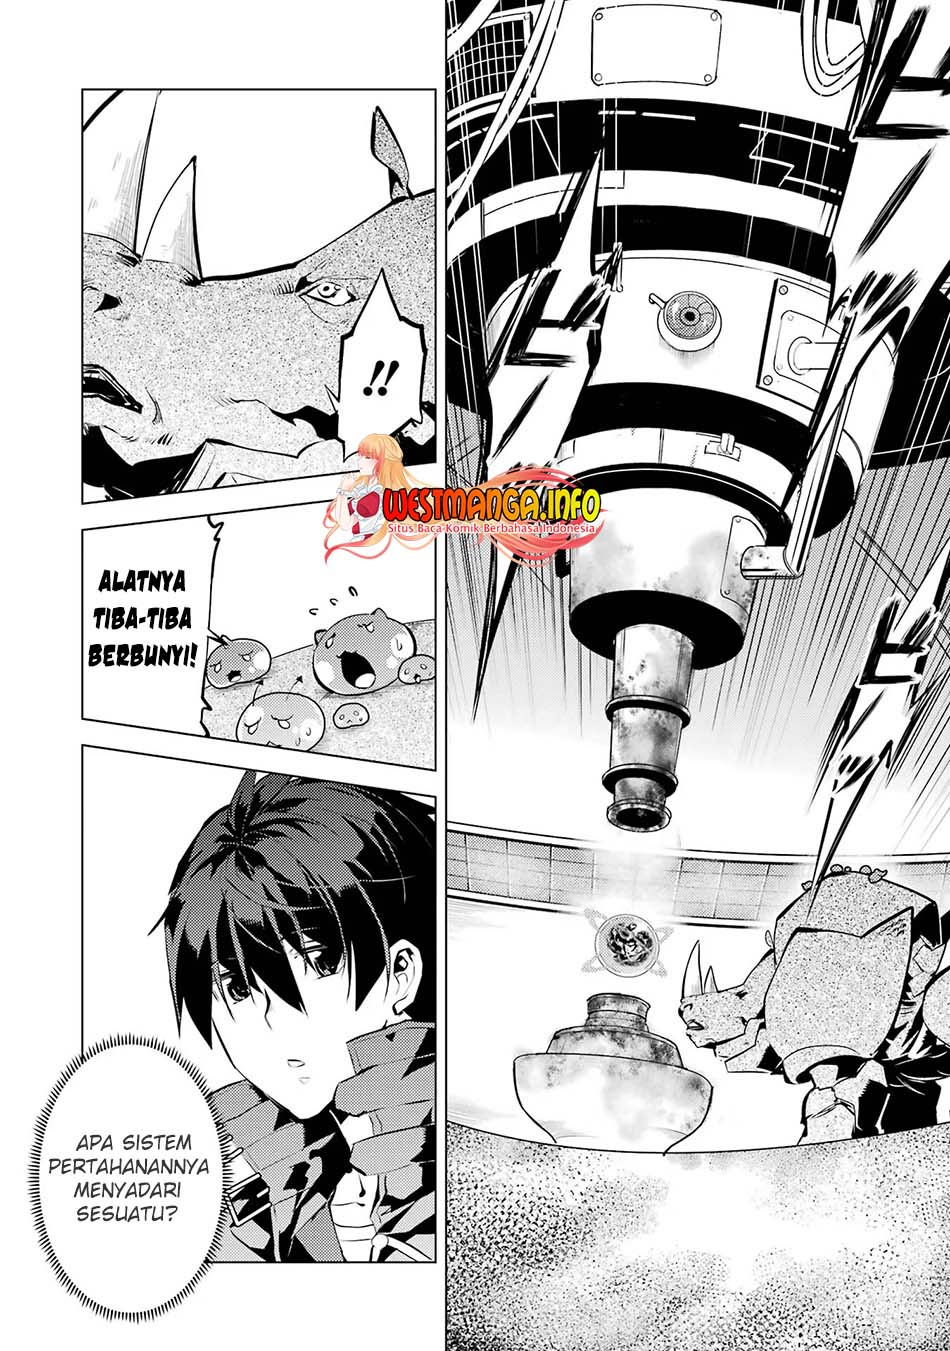 !!
WESTMANGA.INFO
Situs Baca Komik Berbahasa Indonesia
ALATNYA
TIBA-TIBA
BERBUNYI!
APA SISTEM
PERTAHANANNYA
MENYADARI
SESUATU?